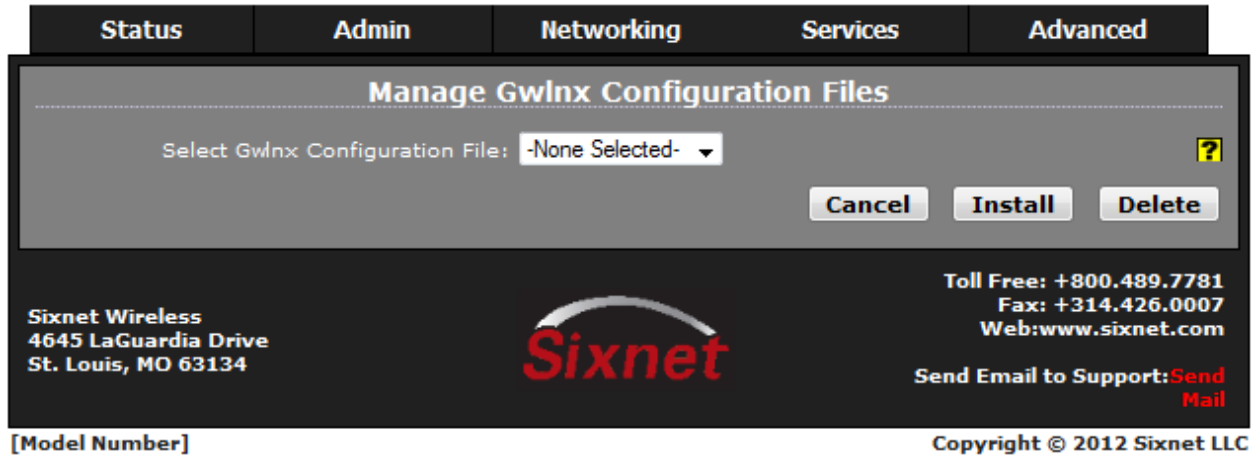 Status Admin Networking Services Advanced
Manage Gwlnx Configuration Files
Select Gwlnx Configuration File: -None Selected-
?
Cancel Install Delete
Sixnet Wireless
4645 LaGuardia Drive
St. Louis, MO 63134
Sixnet
Toll Free: +800.489.7781
Fax: +314.426.0007
Web:www.sixnet.com
Send Email to Support:Send
Mail
[Model Number]
Copyright © 2012 Sixnet LLC